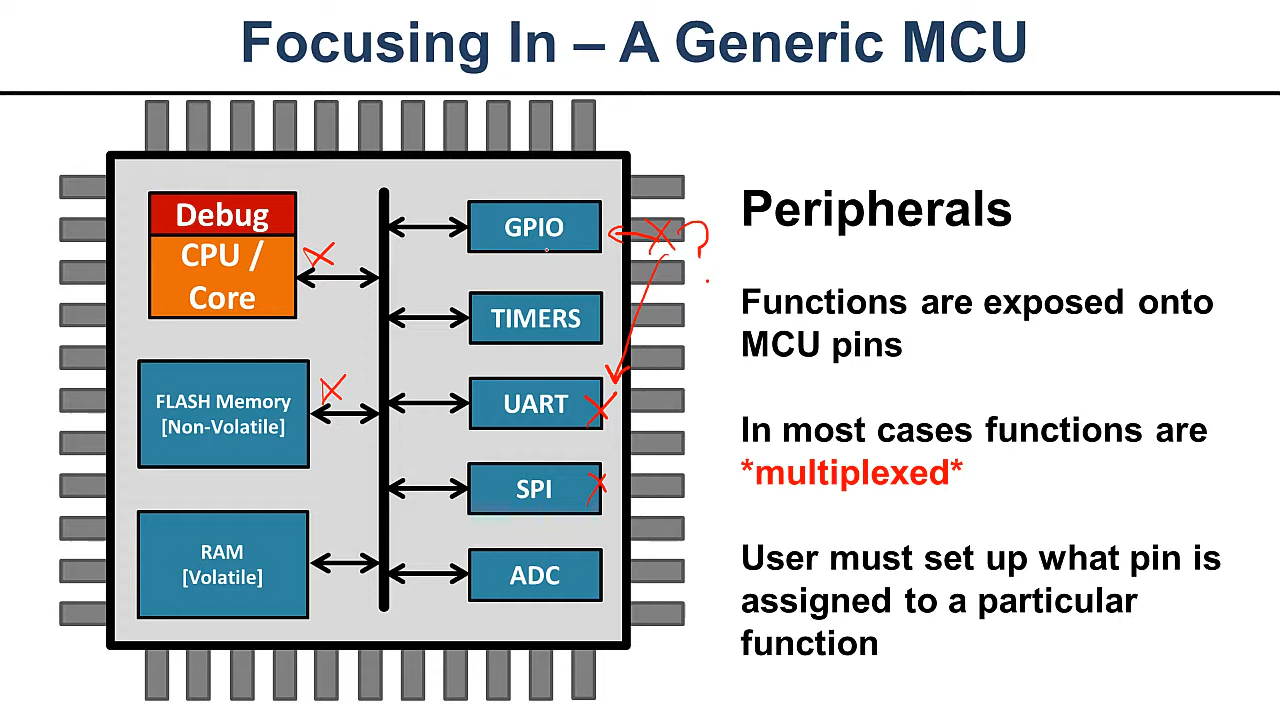 Focusing In – A Generic MCU
Debug
CPU /
Core
FLASH Memory
[Non-Volatile]
RAM
[Volatile]
GPIO
TIMERS
UART
SPI
ADC
?
Peripherals
Functions are exposed onto
MCU pins
In most cases functions are
*multiplexed*
User must set up what pin is
assigned to a particular
function